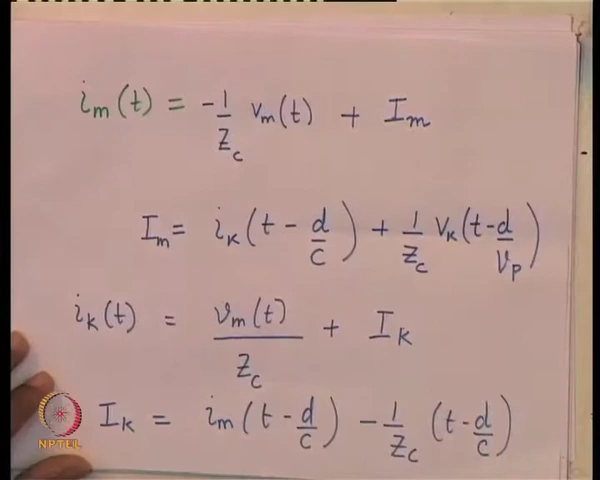 i_m(t) = -1/Z_c v_m(t) + I_m
I_m = i_k(t - d/c) + 1/Z_c v_k(t - d/v_p)
i_k(t) = v_m(t)/Z_c + I_k
I_k = i_m(t - d/c) - 1/Z_c (t - d/c)
NPTEL